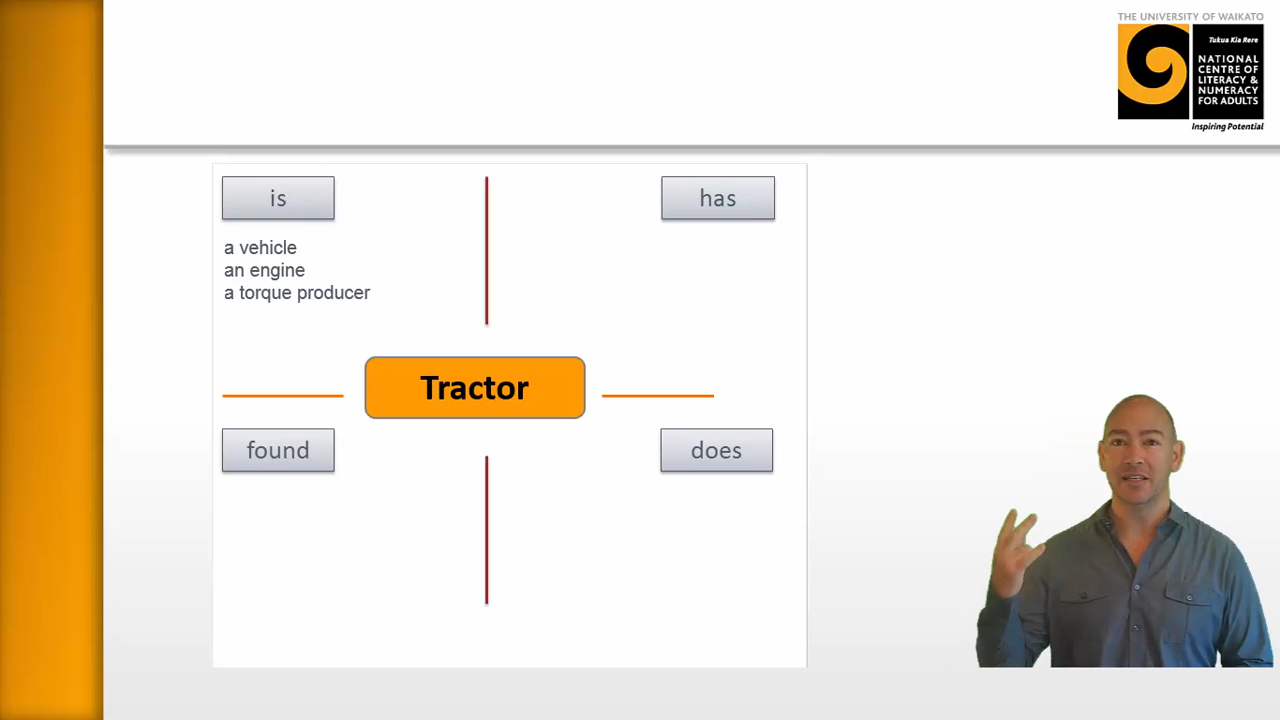 THE UNIVERSITY OF WAIKATO
Tukua Kia Rere
NATIONAL
CENTRE OF
LITERACY &
NUMERACY
FOR ADULTS
Inspiring Potential
is
has
a vehicle
an engine
a torque producer
Tractor
found
does